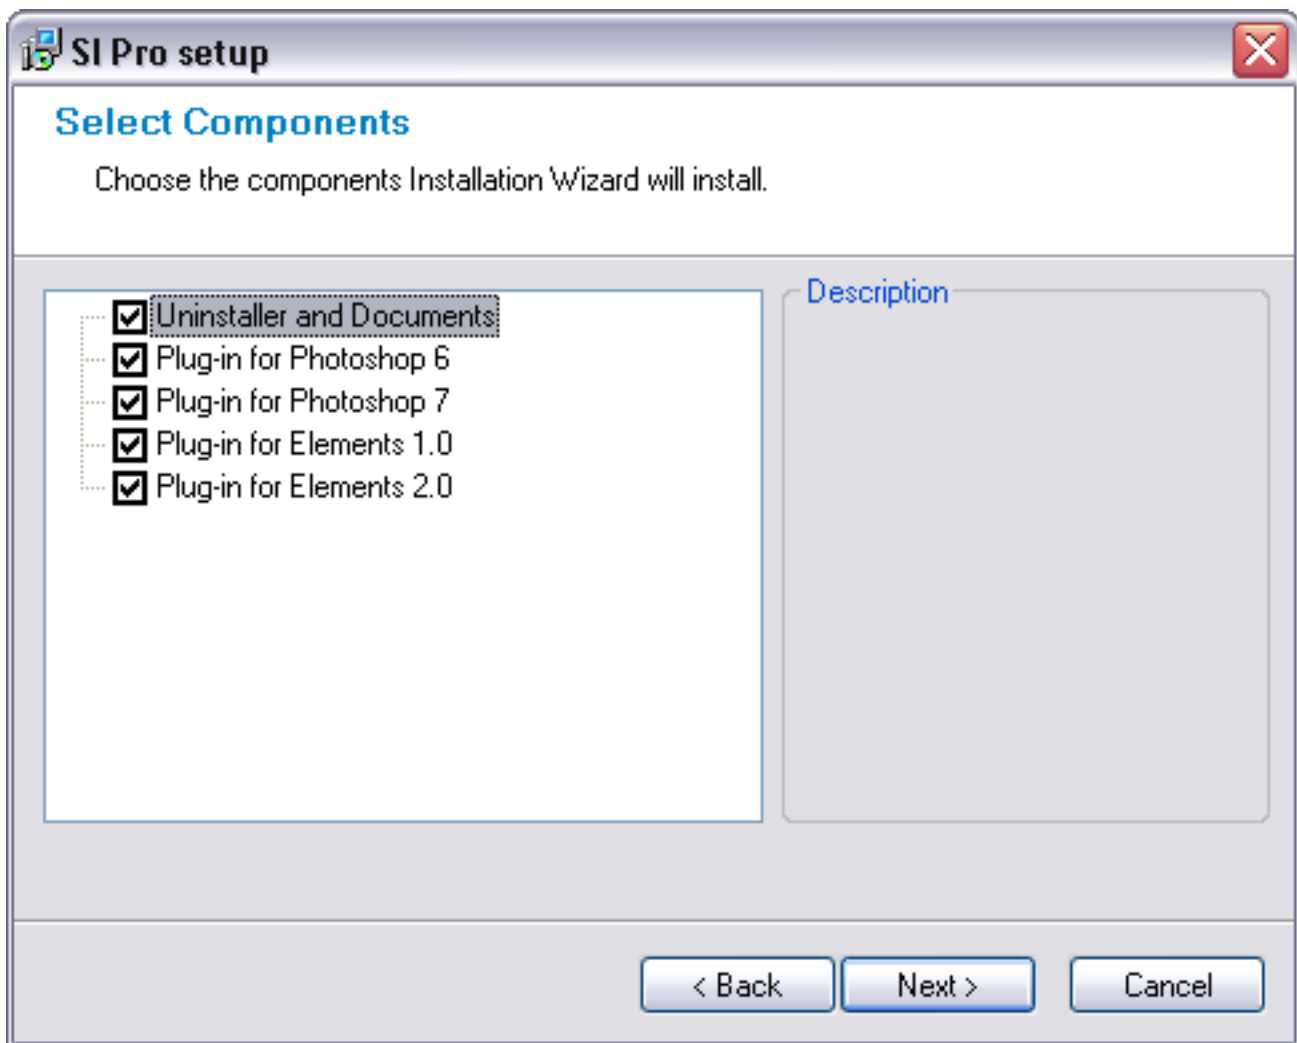 SI Pro setup
Select Components
Choose the components Installation Wizard will install.
Uninstaller and Documents
Plug-in for Photoshop 6
Plug-in for Photoshop 7
Plug-in for Elements 1.0
Plug-in for Elements 2.0
Description
< Back
Next >
Cancel